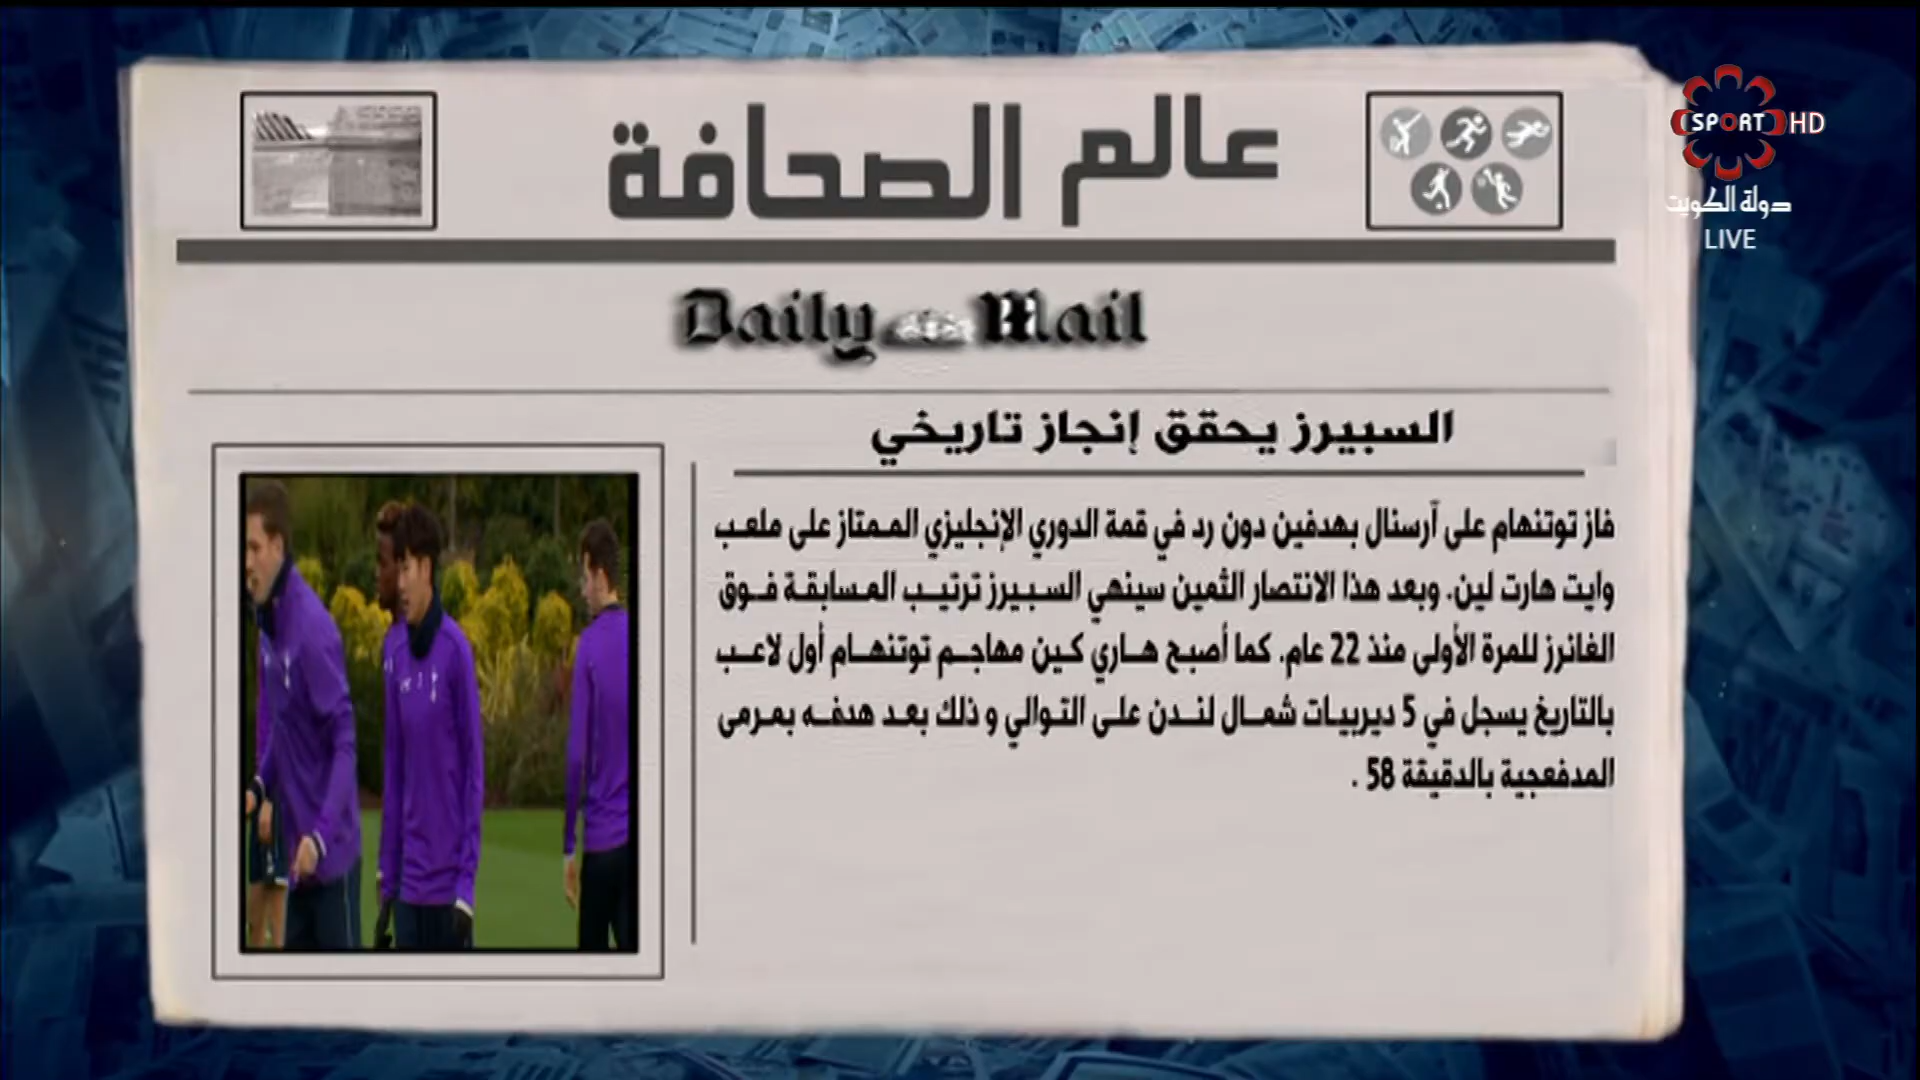 عالم الصحافة
SPORT HD
دولة الكويت
LIVE
Daily Mail
السبيرز يحقق إنجاز تاريخي
فاز توتنهام على آرسنال بهدفين دون رد في قمة الدوري الإنجليزي الممتاز على ملعب
وايت هارت لين. وبعد هذا الانتصار الثمين سينهي السبيرز ترتيب المسابقة فوق
الغانرز للمرة الأولى منذ 22 عام. كما أصبح هاري كين مهاجم توتنهام أول لاعب
بالتاريخ يسجل في 5 ديربيات شمال لندن على التوالي و ذلك بعد هدفه بمرمى
المدفعجية بالدقيقة 58 .